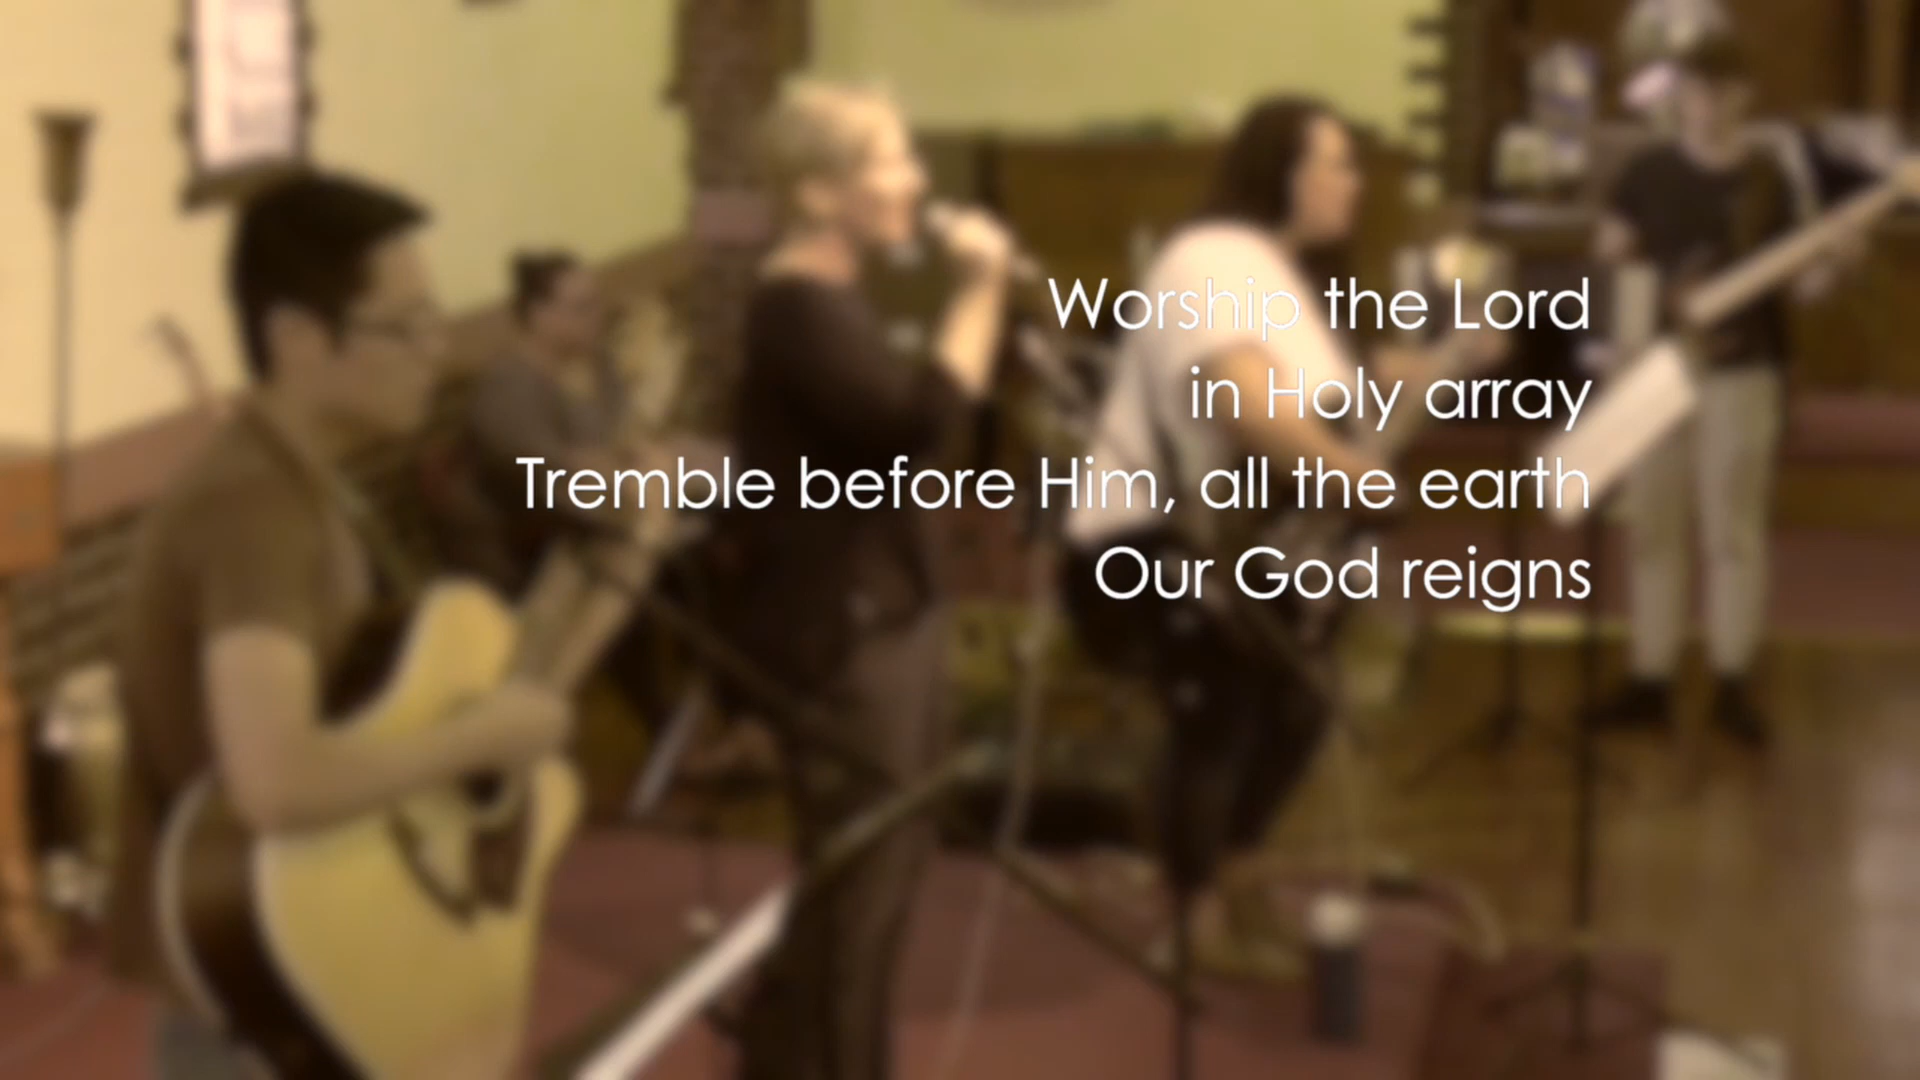 Worship the Lord
in Holy array
Tremble before Him, all the earth
Our God reigns